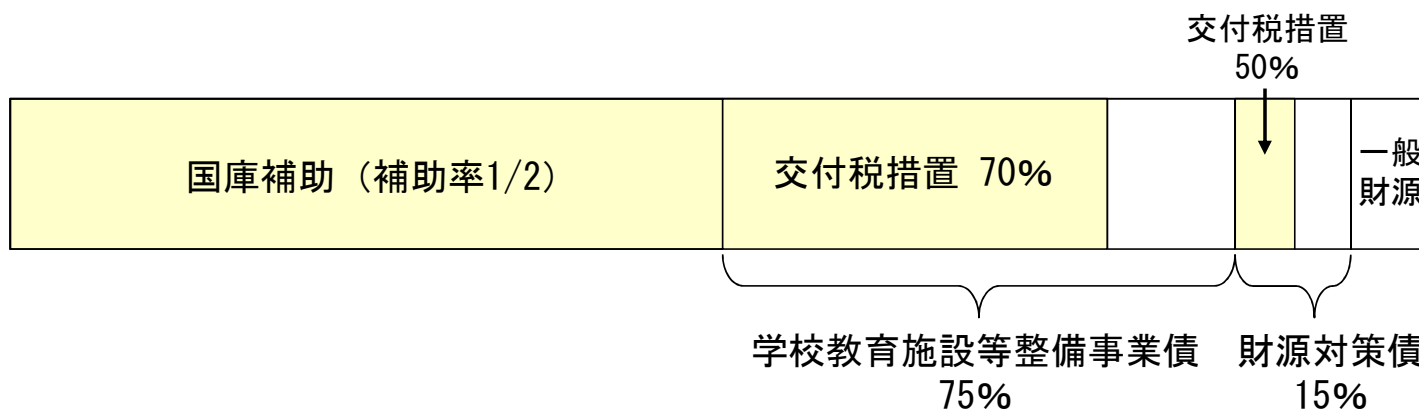 交付税措置
50%
国庫補助（補助率1/2）
交付税措置 70%
一般
財源
学校教育施設等整備事業債
75%
財源対策債
15%